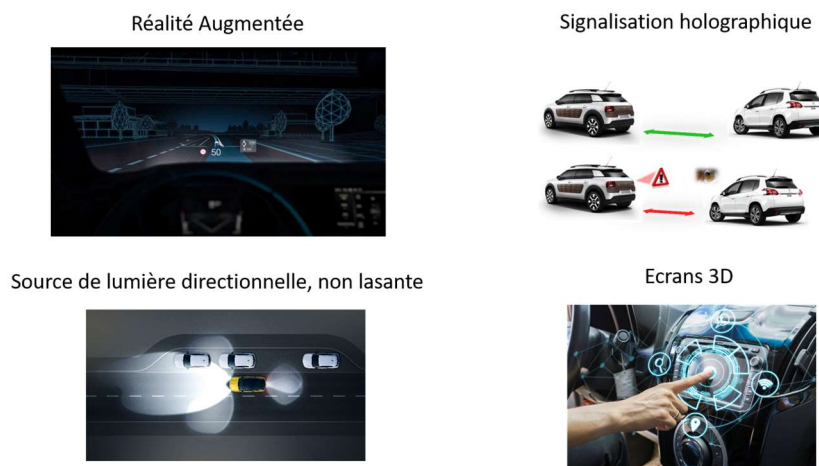 Réalité Augmentée
Signalisation holographique
50
Source de lumière directionnelle, non lasante
Ecrans 3D